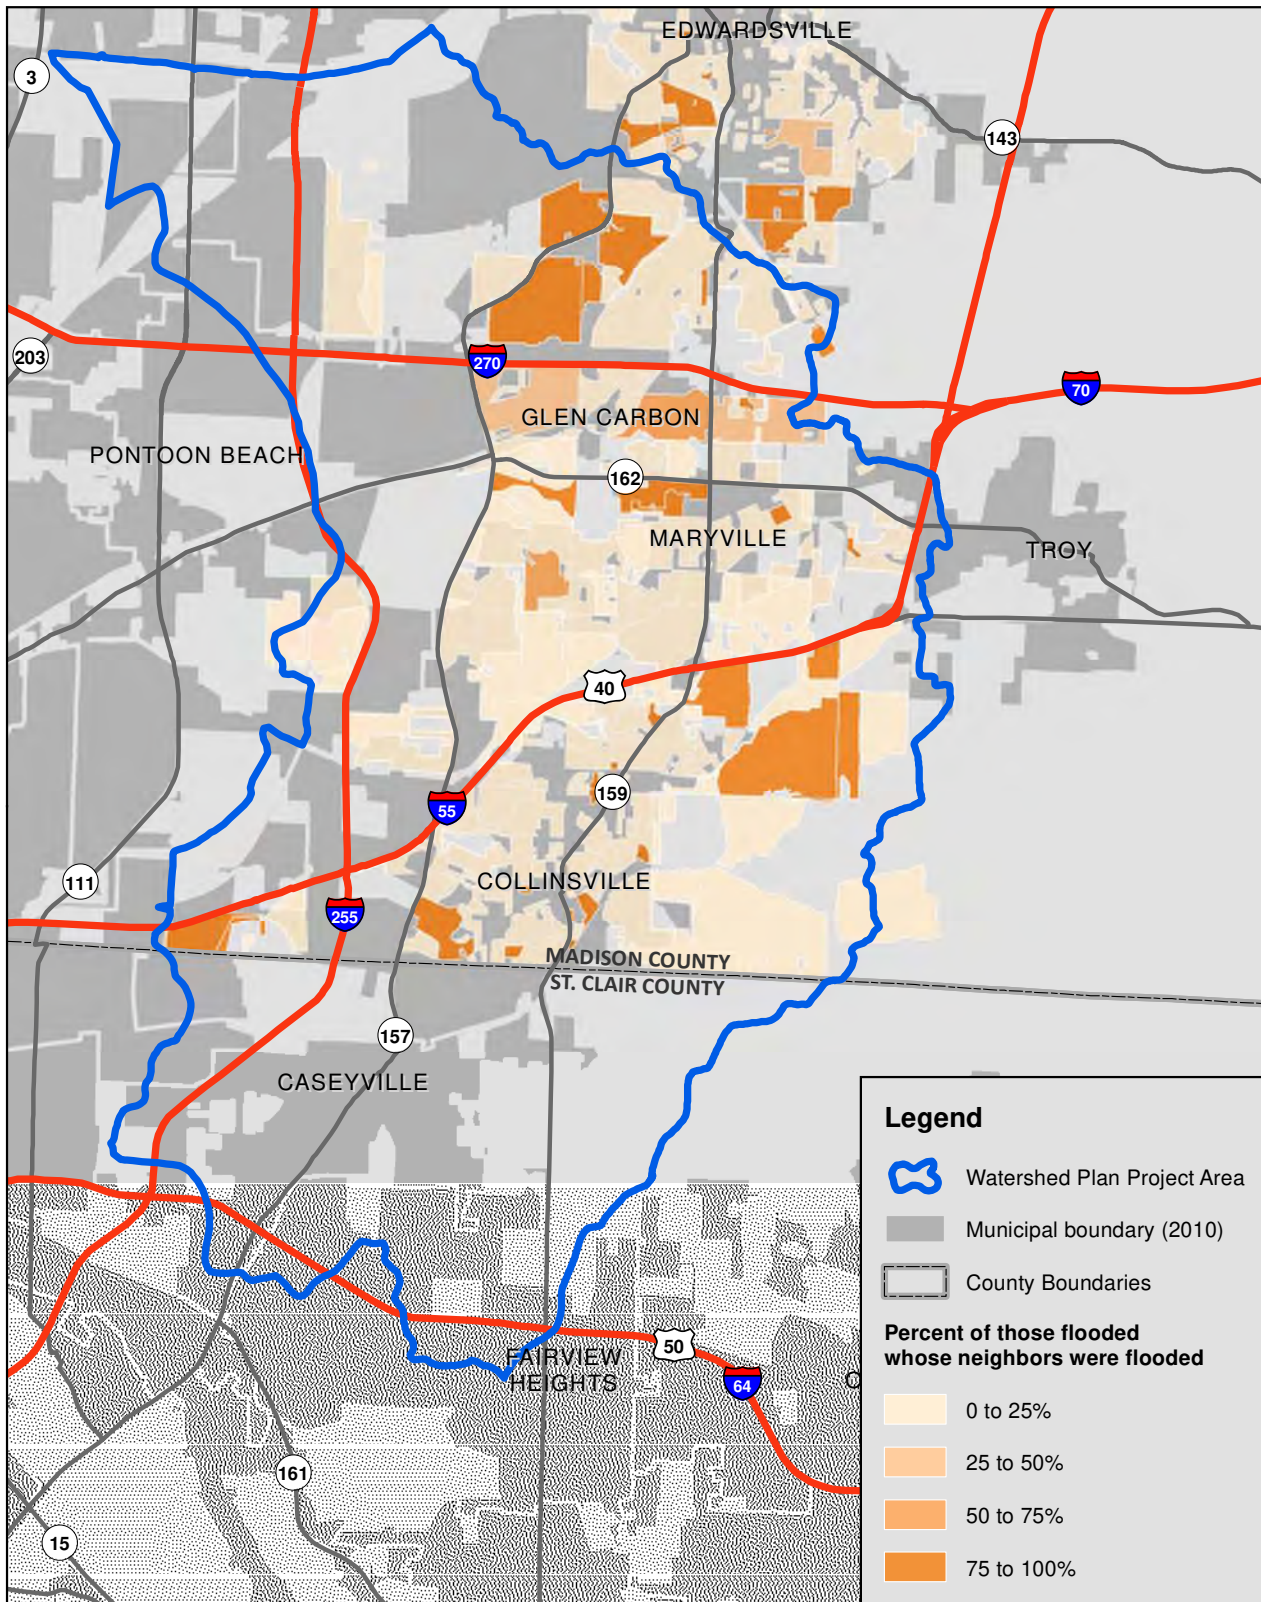 EDWARDSVILLE
3
143
203
270
70
GLEN CARBON
PONTOON BEACH
162
MARYVILLE
TROY
40
159
55
111
COLLINSVILLE
255
MADISON COUNTY
ST. CLAIR COUNTY
157
CASEYVILLE
Legend
Watershed Plan Project Area
Municipal boundary (2010)
County Boundaries
Percent of those flooded
whose neighbors were flooded
0 to 25%
25 to 50%
50 to 75%
75 to 100%
50
FAIRVIEW
HEIGHTS
64
O
161
15